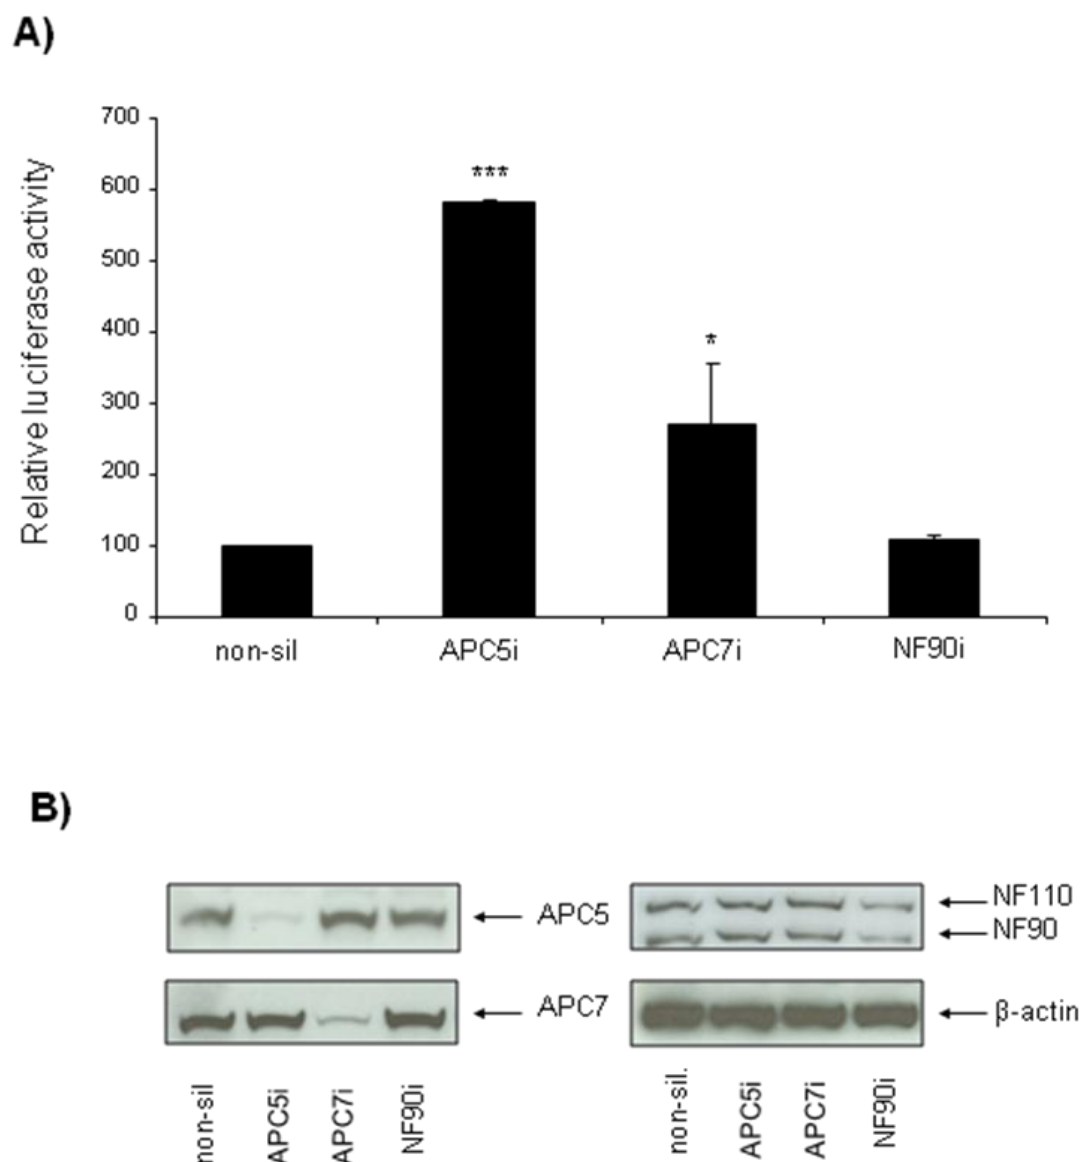 A)
Relative luciferase activity
700
600
500
400
300
200
100
0
***
*
non-sil APC5i APC7i NF90i
B)
APC5
NF110
NF90
APC7
β-actin
non-sil APC5i APC7i NF90i
non-sil. APC5i APC7i NF90i